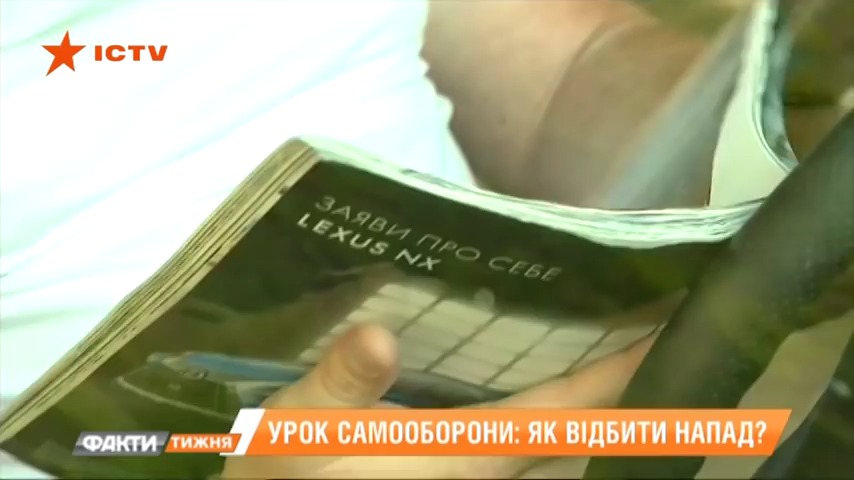 ICTV
ЗАЯВИ ПРО СЕБЕ
LEXUS NX
ФАКТИ ТИЖНЯ
УРОК САМООБОРОНИ: ЯК ВІДБИТИ НАПАД?